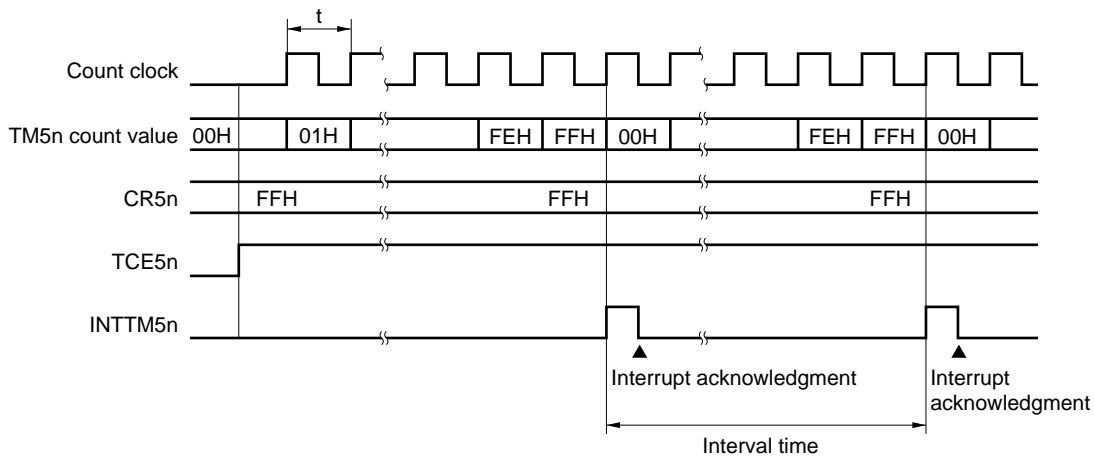 t
Count clock
TM5n count value 00H 01H FEH FFH 00H FEH FFH 00H
CR5n FFH FFH FFH
TCE5n
INTTM5n
Interrupt acknowledgment Interrupt
acknowledgment
Interval time